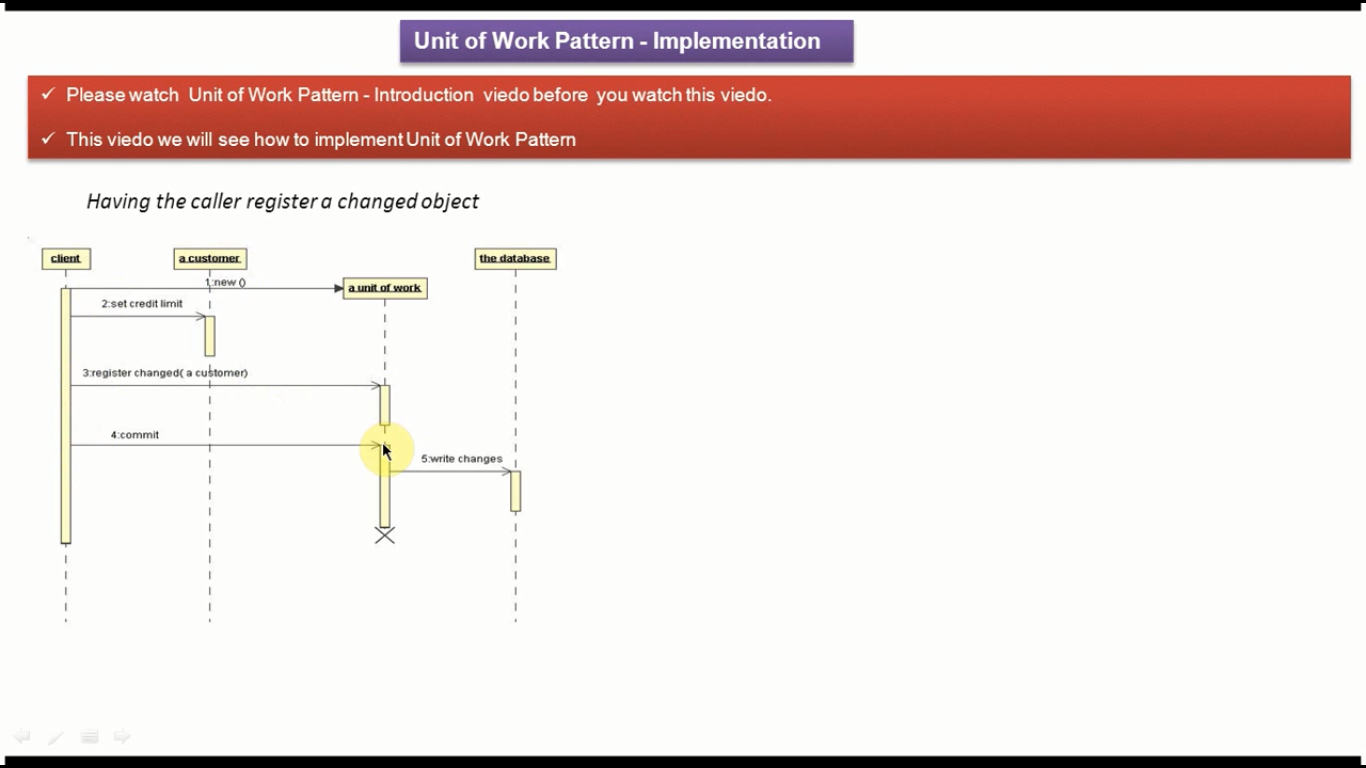 Unit of Work Pattern - Implementation
✓ Please watch Unit of Work Pattern - Introduction viedo before you watch this viedo.
✓ This viedo we will see how to implement Unit of Work Pattern
Having the caller register a changed object
client
a customer
the database
1:new ()
a unit of work
2:set credit limit
3:register changed( a customer)
4:commit
5:write changes